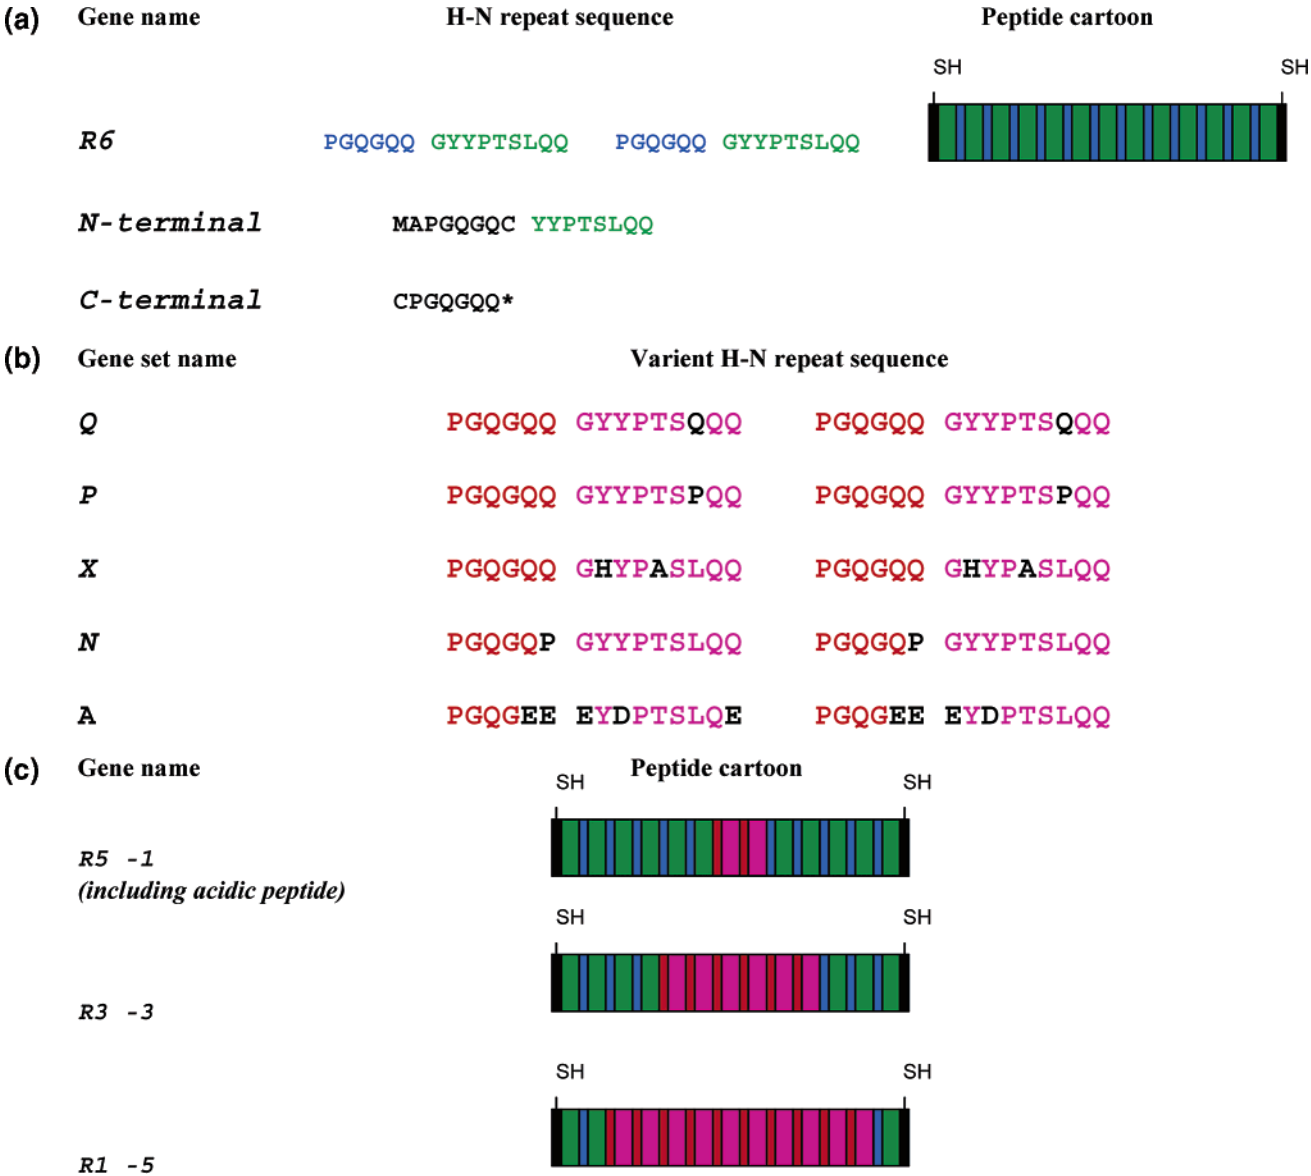 (a) Gene name H-N repeat sequence Peptide cartoon
SH SH
R6 PGQGQQ GYYPTSLQQ PGQGQQ GYYPTSLQQ
N-terminal MAPGQGQC YYPTSLQQ
C-terminal CPGQGQQ*
(b) Gene set name Varient H-N repeat sequence
Q PGQGQQ GYYPTSQQQ PGQGQQ GYYPTSQQQ
P PGQGQQ GYYPTSPQQ PGQGQQ GYYPTSPQQ
X PGQGQQ GHYPASLQQ PGQGQQ GHYPASLQQ
N PGQGQP GYYPTSLQQ PGQGQP GYYPTSLQQ
A PGQGEE EYDPTSLQE PGQGEE EYDPTSLQQ
(c) Gene name Peptide cartoon
SH SH
R5 -1
(including acidic peptide)
SH SH
R3 -3
SH SH
R1 -5